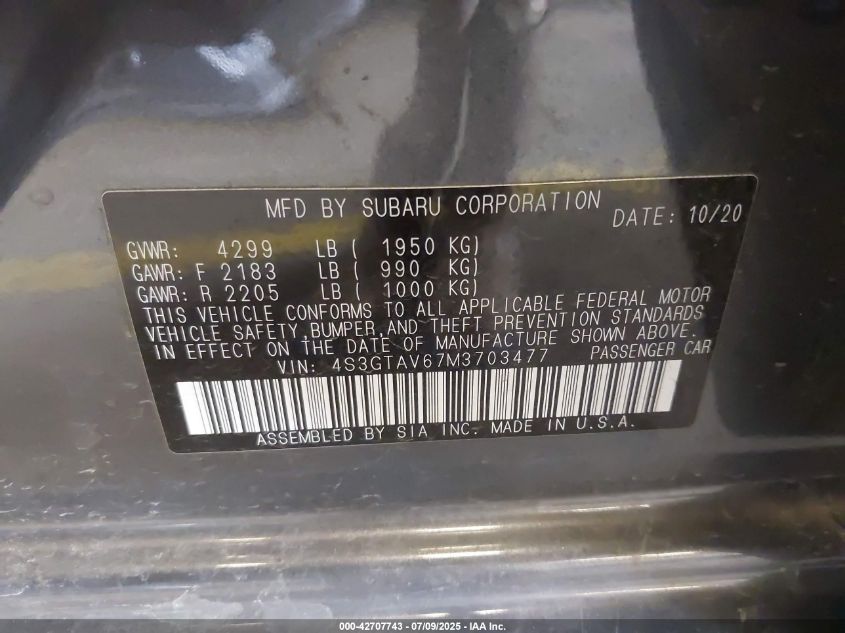 MFD BY SUBARU CORPORATION DATE: 10/20
GVWR: 4299 LB ( 1950 KG)
GAWR: F 2183 LB ( 990 KG)
GAWR: R 2205 LB ( 1000 KG)
THIS VEHICLE CONFORMS TO ALL APPLICABLE FEDERAL MOTOR
VEHICLE SAFETY, BUMPER, AND THEFT PREVENTION STANDARDS
IN EFFECT ON THE DATE OF MANUFACTURE SHOWN ABOVE.
VIN: 4S3GTAV67M3703477 PASSENGER CAR
ASSEMBLED BY SIA INC. MADE IN U.S.A.
000-42707743 - 07/09/2025 - IAA Inc.